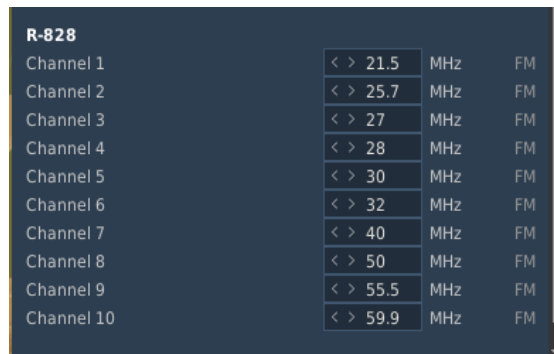 R-828
Channel 1 < > 21.5 MHz FM
Channel 2 < > 25.7 MHz FM
Channel 3 < > 27 MHz FM
Channel 4 < > 28 MHz FM
Channel 5 < > 30 MHz FM
Channel 6 < > 32 MHz FM
Channel 7 < > 40 MHz FM
Channel 8 < > 50 MHz FM
Channel 9 < > 55.5 MHz FM
Channel 10 < > 59.9 MHz FM